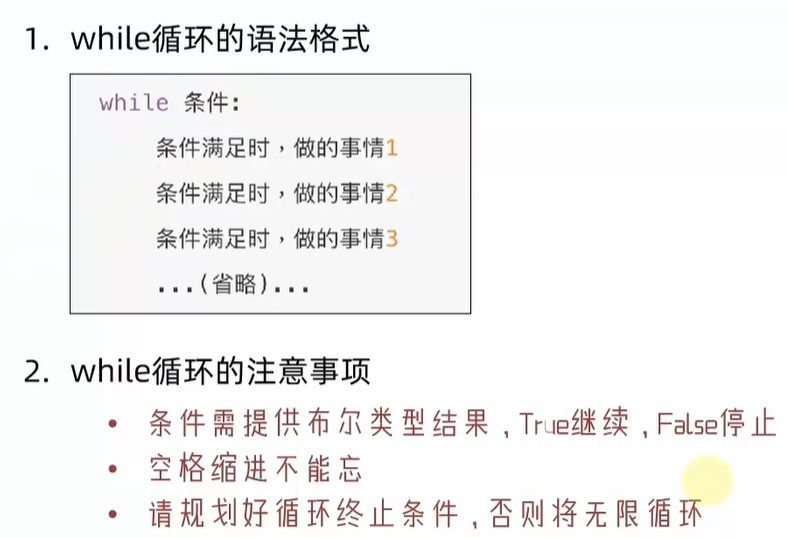 1. while循环的语法格式
while 条件:
条件满足时，做的事情1
条件满足时，做的事情2
条件满足时，做的事情3
...(省略)...
2. while循环的注意事项
• 条件需提供布尔类型结果，True继续，False停止
• 空格缩进不能忘
• 请规划好循环终止条件，否则将无限循环